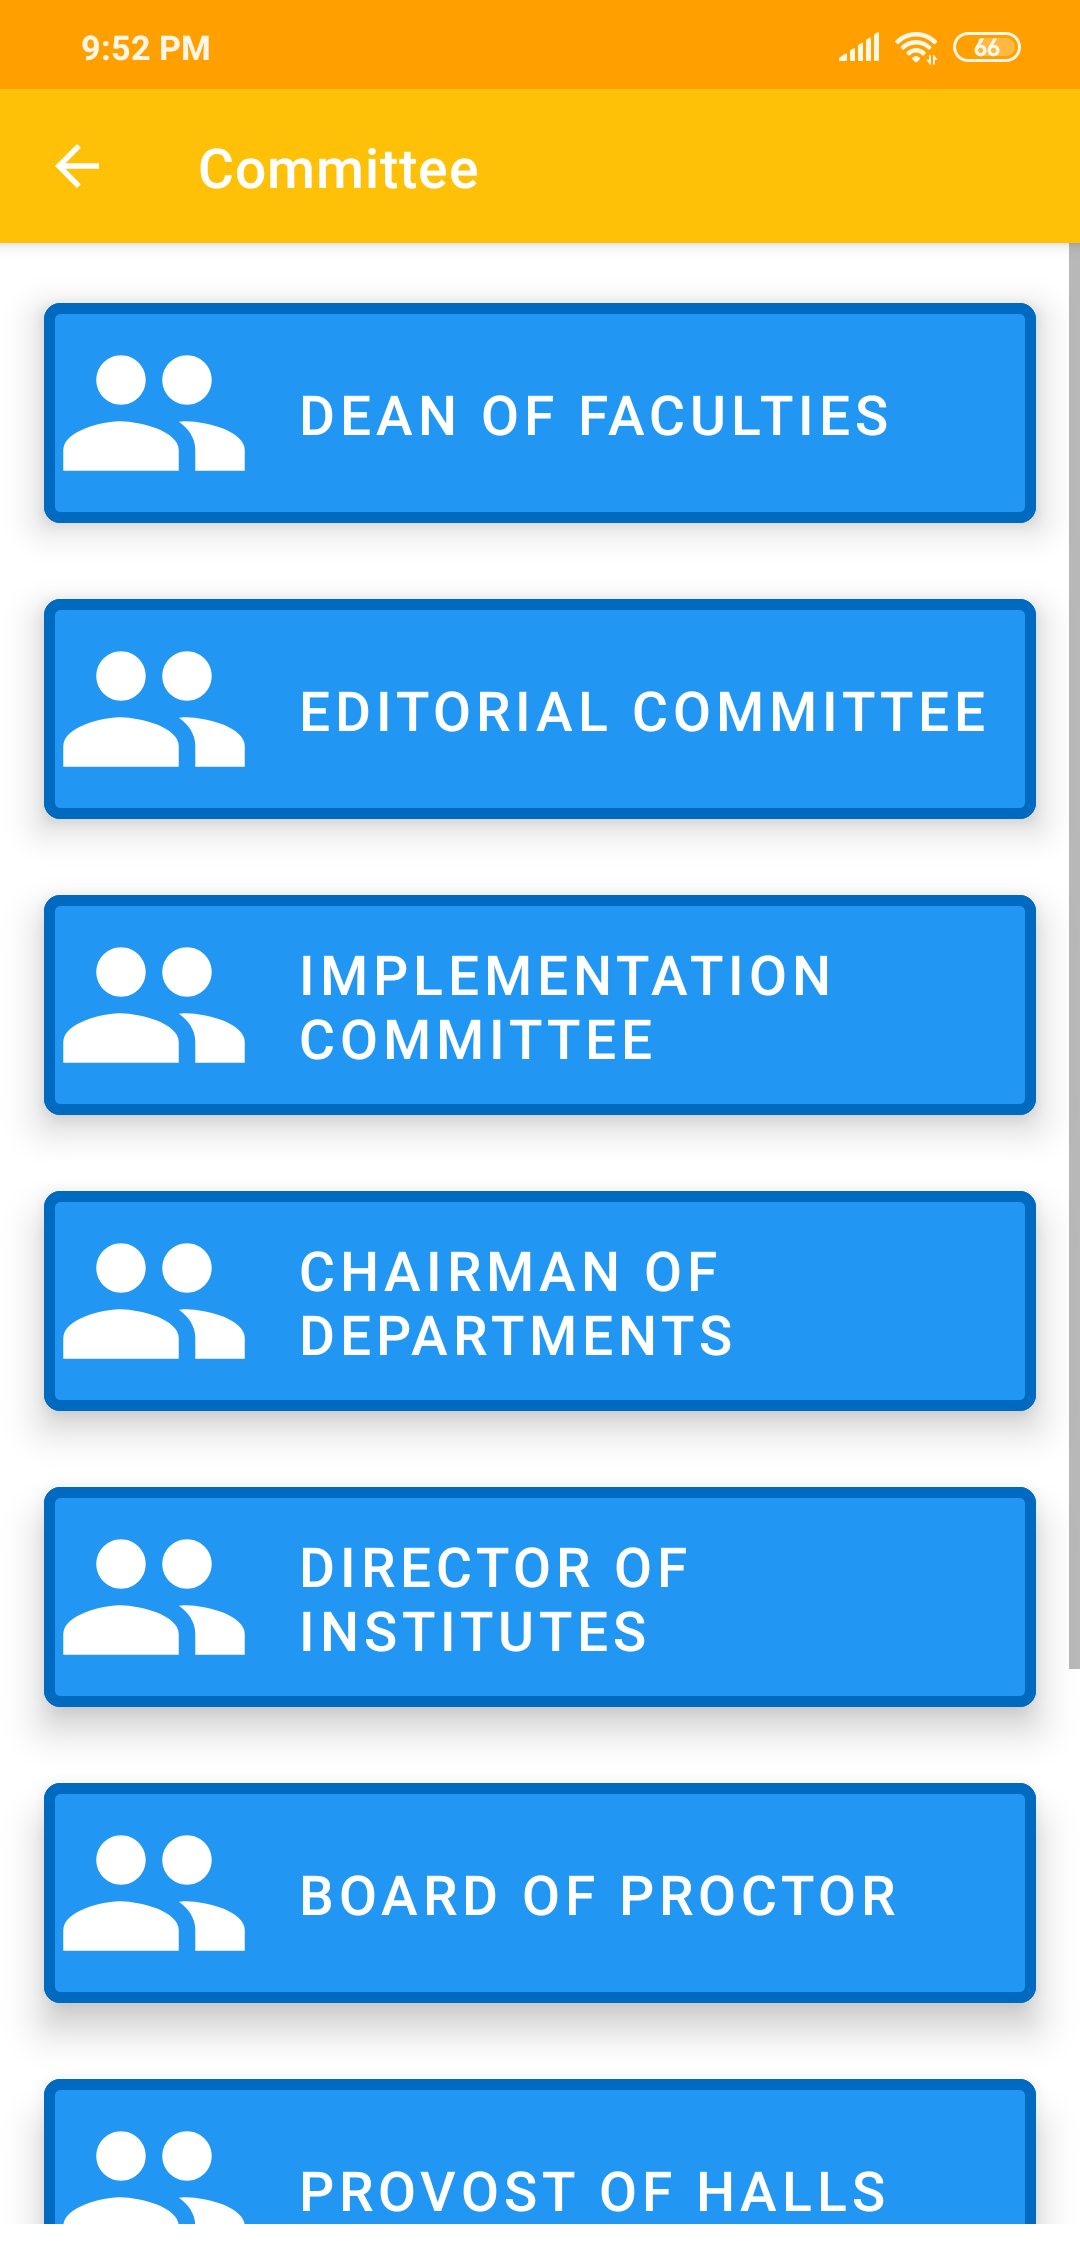 9:52 PM
66
Committee
DEAN OF FACULTIES
EDITORIAL COMMITTEE
IMPLEMENTATION
COMMITTEE
CHAIRMAN OF
DEPARTMENTS
DIRECTOR OF
INSTITUTES
BOARD OF PROCTOR
PROVOST OF HALLS